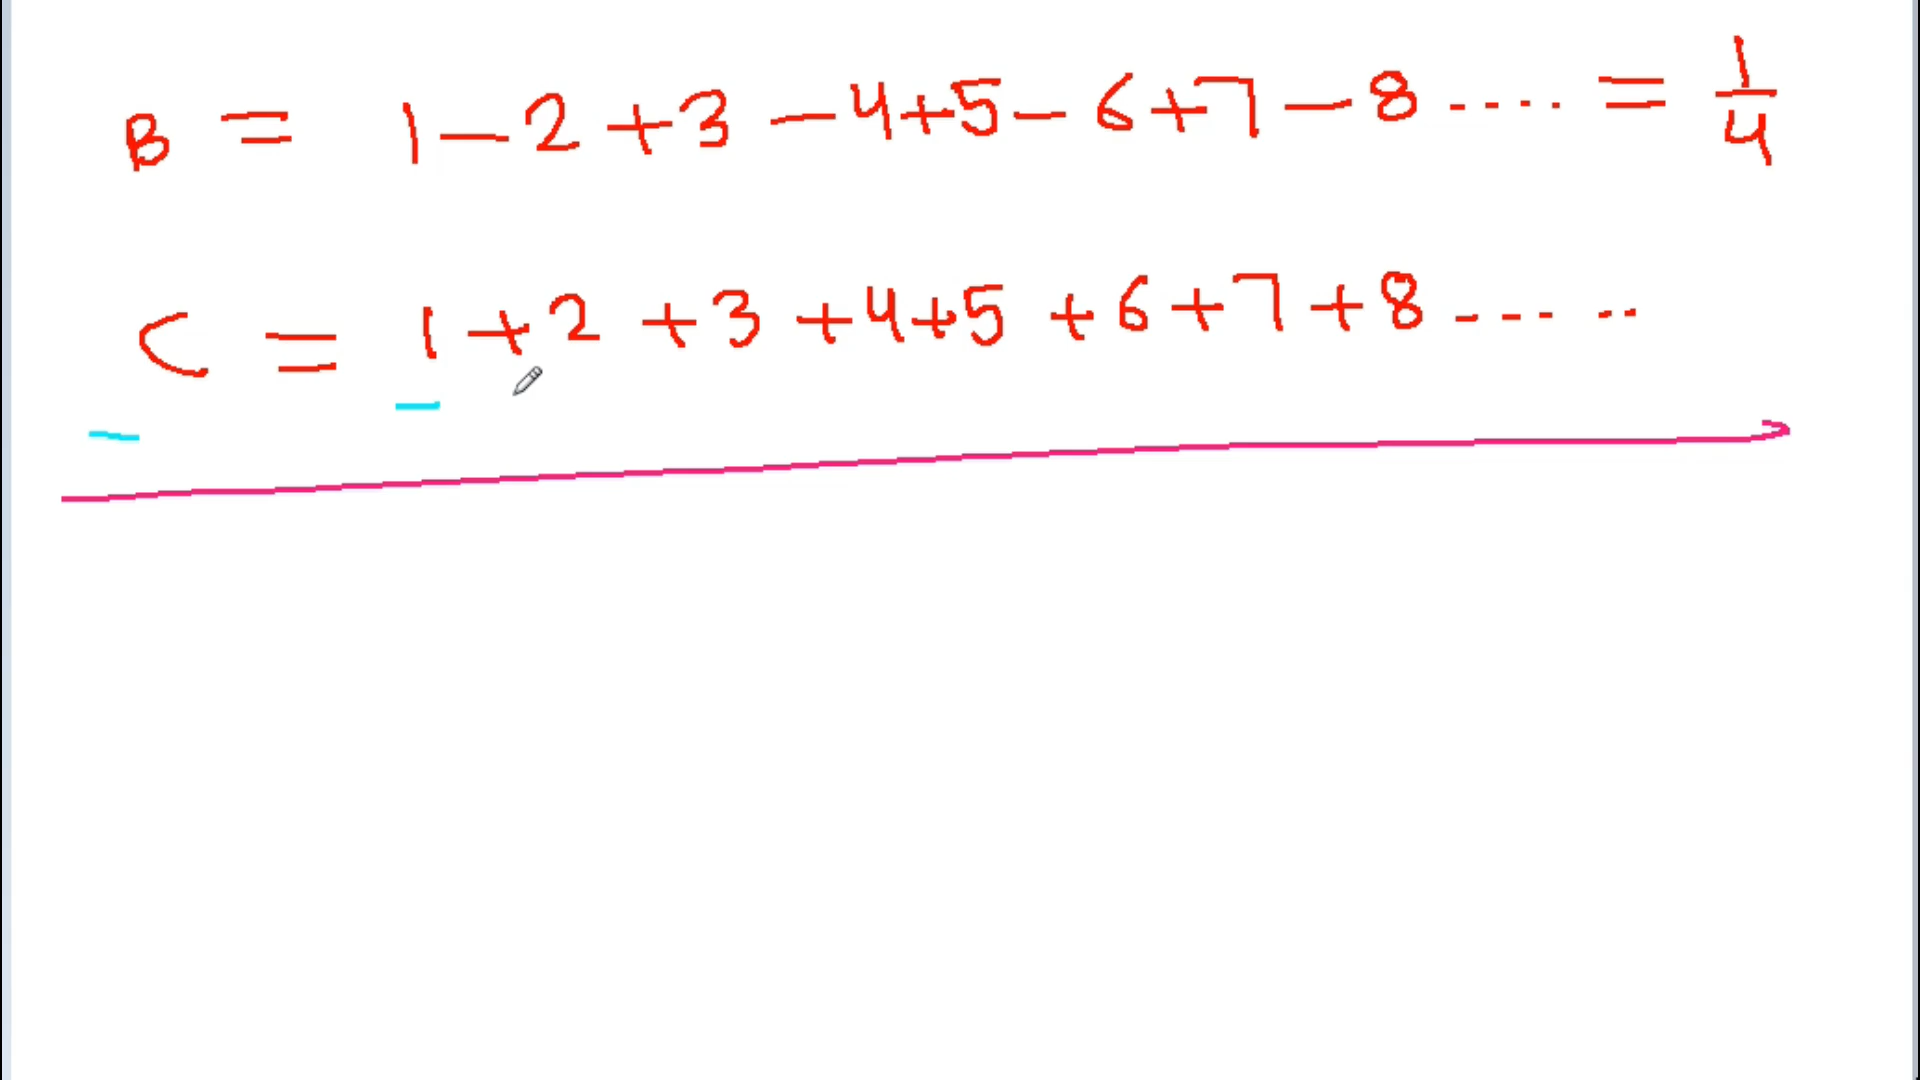 B = 1 - 2 + 3 - 4 + 5 - 6 + 7 - 8 ..... = 1/4
C = 1 + 2 + 3 + 4 + 5 + 6 + 7 + 8 .....
- -